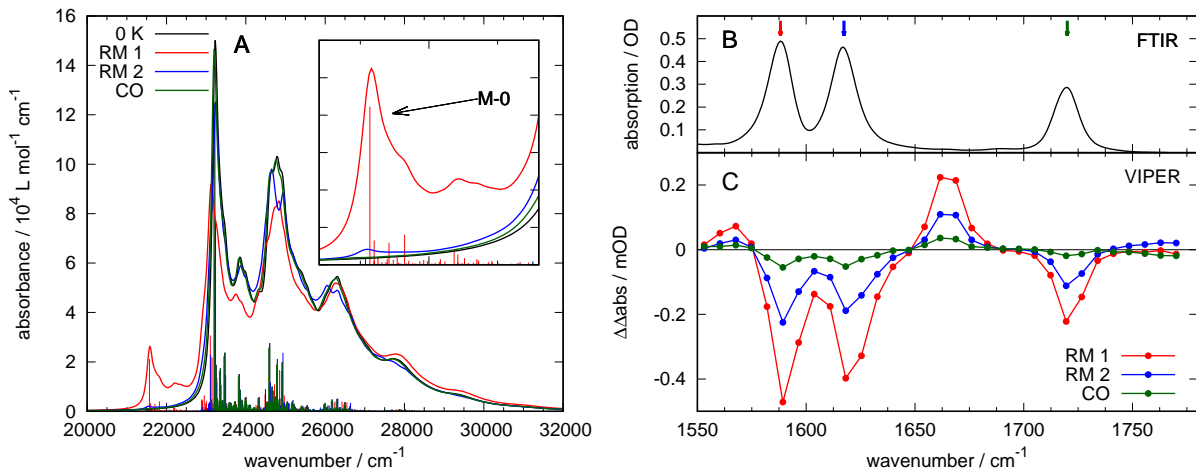 A
0 K
RM 1
RM 2
CO
M-0
absorbance / 10⁴ L mol⁻¹ cm⁻¹
16
14
12
10
8
6
4
2
0
20000 22000 24000 26000 28000 30000 32000
wavenumber / cm⁻¹
B
FTIR
absorption / OD
0.5
0.4
0.3
0.2
0.1
C
VIPER
ΔΔabs / mOD
0.2
0
-0.2
-0.4
RM 1
RM 2
CO
1550 1600 1650 1700 1750
wavenumber / cm⁻¹